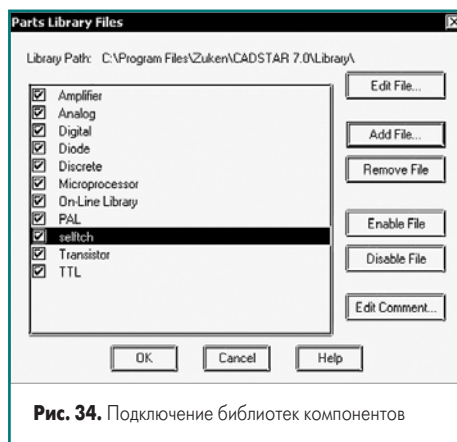 Parts Library Files
Library Path: C:\Program Files\Zuken\CADSTAR 7.0\Library\
Amplifier
Analog
Digital
Diode
Discrete
Microprocessor
On-Line Library
PAL
selftch
Transistor
TTL
Edit File...
Add File...
Remove File
Enable File
Disable File
Edit Comment...
OK Cancel Help
Рис. 34. Подключение библиотек компонентов